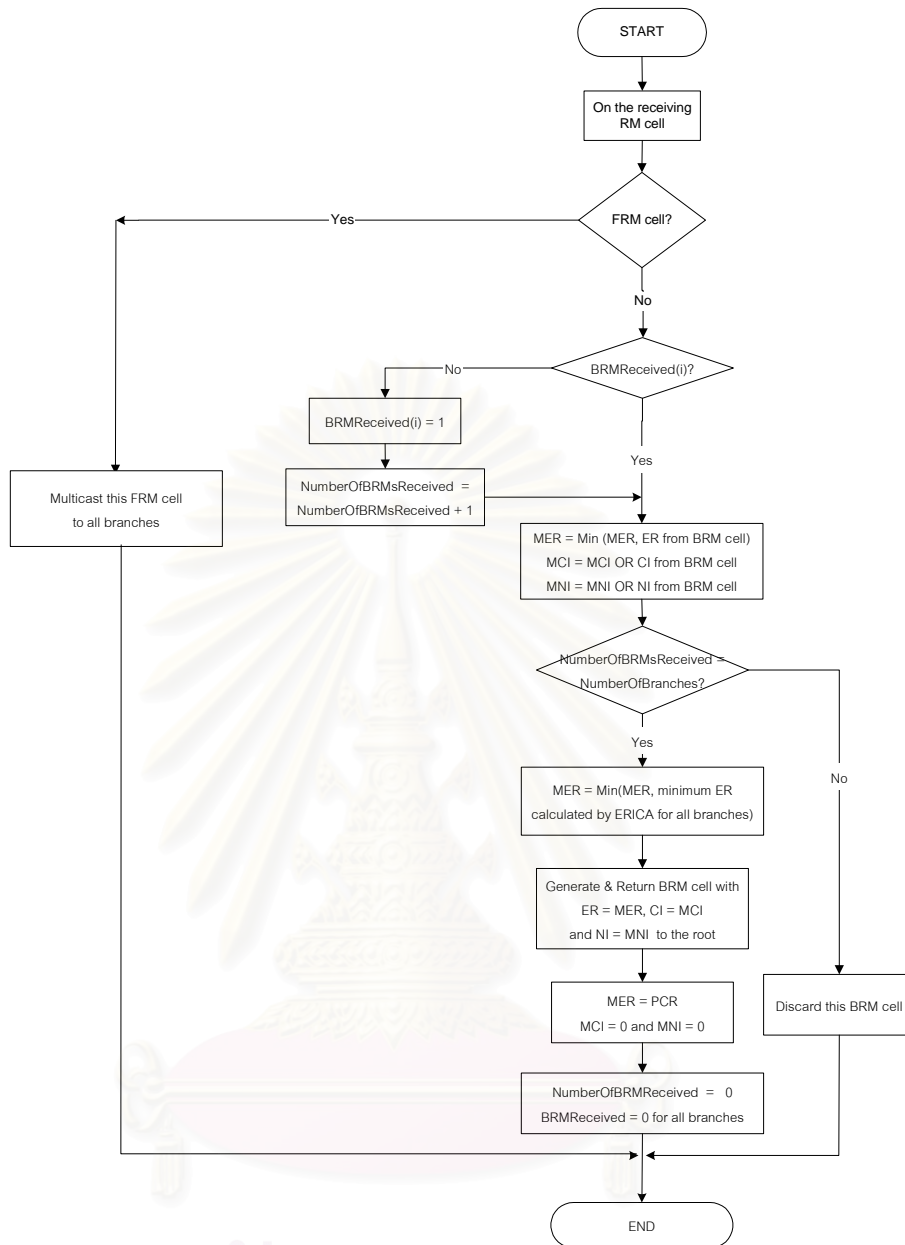 START
On the receiving
RM cell
FRM cell?
Yes
No
BRMReceived(i)?
No
BRMReceived(i) = 1
Yes
NumberOfBRMsReceived =
NumberOfBRMsReceived + 1
Multicast this FRM cell
to all branches
MER = Min (MER, ER from BRM cell)
MCI = MCI OR CI from BRM cell
MNI = MNI OR NI from BRM cell
NumberOfBRMsReceived =
NumberOfBranches?
Yes
No
MER = Min(MER, minimum ER
calculated by ERICA for all branches)
Generate & Return BRM cell with
ER = MER, CI = MCI
and NI = MNI to the root
MER = PCR
MCI = 0 and MNI = 0
Discard this BRM cell
NumberOfBRMReceived = 0
BRMReceived = 0 for all branches
END